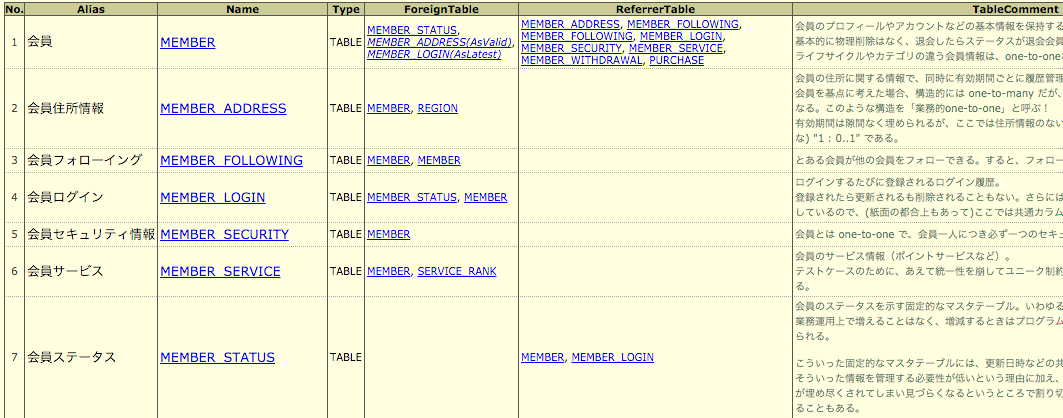 No. Alias Name Type ForeignTable ReferrerTable TableComment
1 会員 MEMBER TABLE
MEMBER_STATUS,
MEMBER_ADDRESS(AsValid),
MEMBER_LOGIN(AsLatest)
MEMBER_ADDRESS, MEMBER_FOLLOWING,
MEMBER_FOLLOWING, MEMBER_LOGIN,
MEMBER_SECURITY, MEMBER_SERVICE,
MEMBER_WITHDRAWAL, PURCHASE
会員のプロフィールやアカウントなどの基本情報を保持する
基本的に物理削除はなく、退会したらステータスが退会会員
ライフサイクルやカテゴリの違う会員情報は、one-to-one
2 会員住所情報 MEMBER_ADDRESS TABLE MEMBER, REGION
会員の住所に関する情報で、同時に有効期間ごとに履歴管理
会員を基点に考えた場合、構造的には one-to-many だが、
なる。このような構造を「業務的one-to-one」と呼ぶ！
有効期間は隙間なく埋められるが、ここでは住所情報のない
な) "1 : 0..1" である。
3 会員フォローイング MEMBER_FOLLOWING TABLE MEMBER, MEMBER
とある会員が他の会員をフォローできる。すると、フォロー
4 会員ログイン MEMBER_LOGIN TABLE MEMBER_STATUS, MEMBER
ログインするたびに登録されるログイン履歴。
登録されたら更新されるも削除されることもない。さらには
しているので、(紙面の都合上もあって)ここでは共通カラム
5 会員セキュリティ情報 MEMBER_SECURITY TABLE MEMBER
会員とは one-to-one で、会員一人につき必ず一つのセキュ
6 会員サービス MEMBER_SERVICE TABLE MEMBER, SERVICE_RANK
会員のサービス情報（ポイントサービスなど）。
テストケースのために、あえて統一性を崩してユニーク制約
る。
7 会員ステータス MEMBER_STATUS TABLE MEMBER, MEMBER_LOGIN
会員のステータスを示す固定的なマスタテーブル。いわゆる
業務運用上で増えることはなく、増減するときはプログラム
られる。
こういった固定的なマスタテーブルには、更新日時などの共
そういった情報を管理する必要性が低いという理由に加え、
が埋め尽くされてしまい見づらくなるというところで割り切
ることもある。